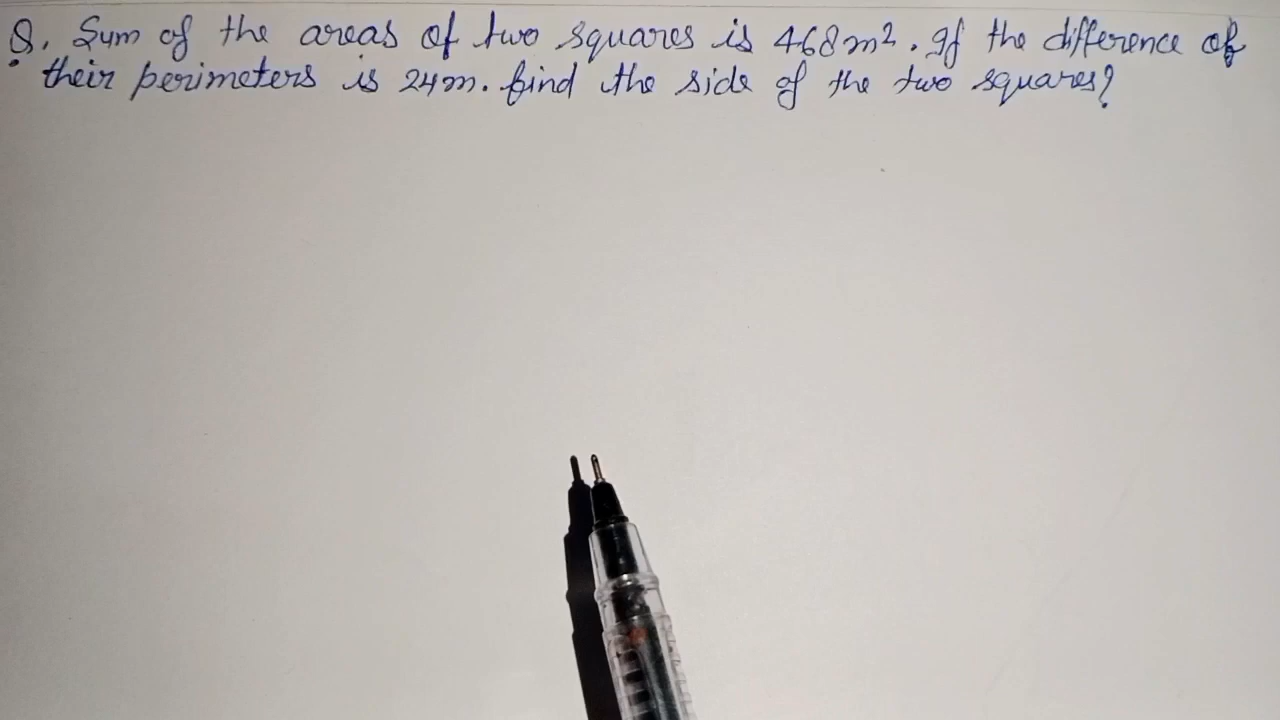 Q. Sum of the areas of two squares is 468m². If the difference of
their perimeters is 24m. find the side of the two squares?